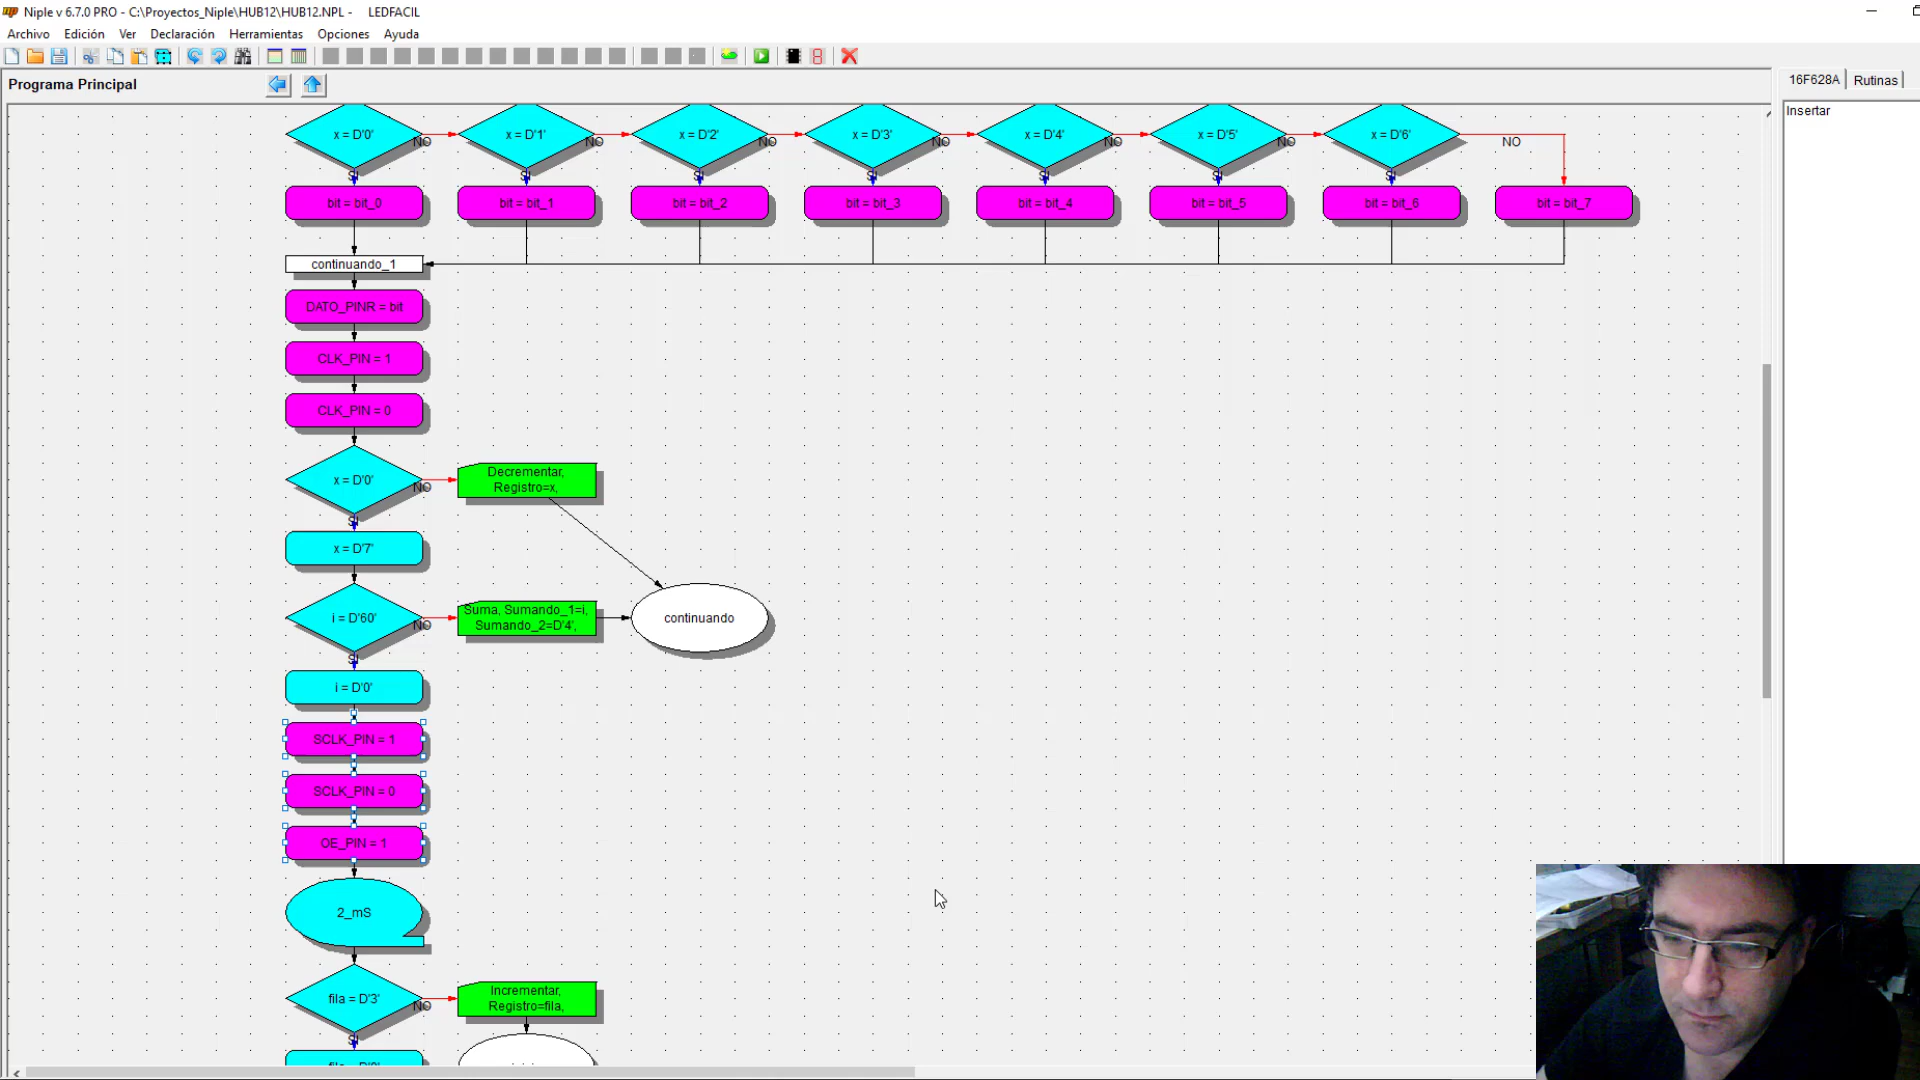 Niple v 6.7.0 PRO - C:\Proyectos_Niple\HUB12\HUB12.NPL - LEDFACIL
Archivo Edición Ver Declaración Herramientas Opciones Ayuda
Programa Principal
16F628A Rutinas
Insertar
x = D'0' NO x = D'1' NO x = D'2' NO x = D'3' NO x = D'4' NO x = D'5' NO x = D'6' NO
SI SI SI SI SI SI SI
bit = bit_0 bit = bit_1 bit = bit_2 bit = bit_3 bit = bit_4 bit = bit_5 bit = bit_6 bit = bit_7
continuando_1
DATO_PINR = bit
CLK_PIN = 1
CLK_PIN = 0
x = D'0' NO
Decrementar,
Registro=x,
SI
x = D'7'
i = D'60' NO
Suma, Sumando_1=i,
Sumando_2=D'4',
continuando
SI
i = D'0'
SCLK_PIN = 1
SCLK_PIN = 0
OE_PIN = 1
2_mS
fila = D'3' NO
Incrementar,
Registro=fila,
SI